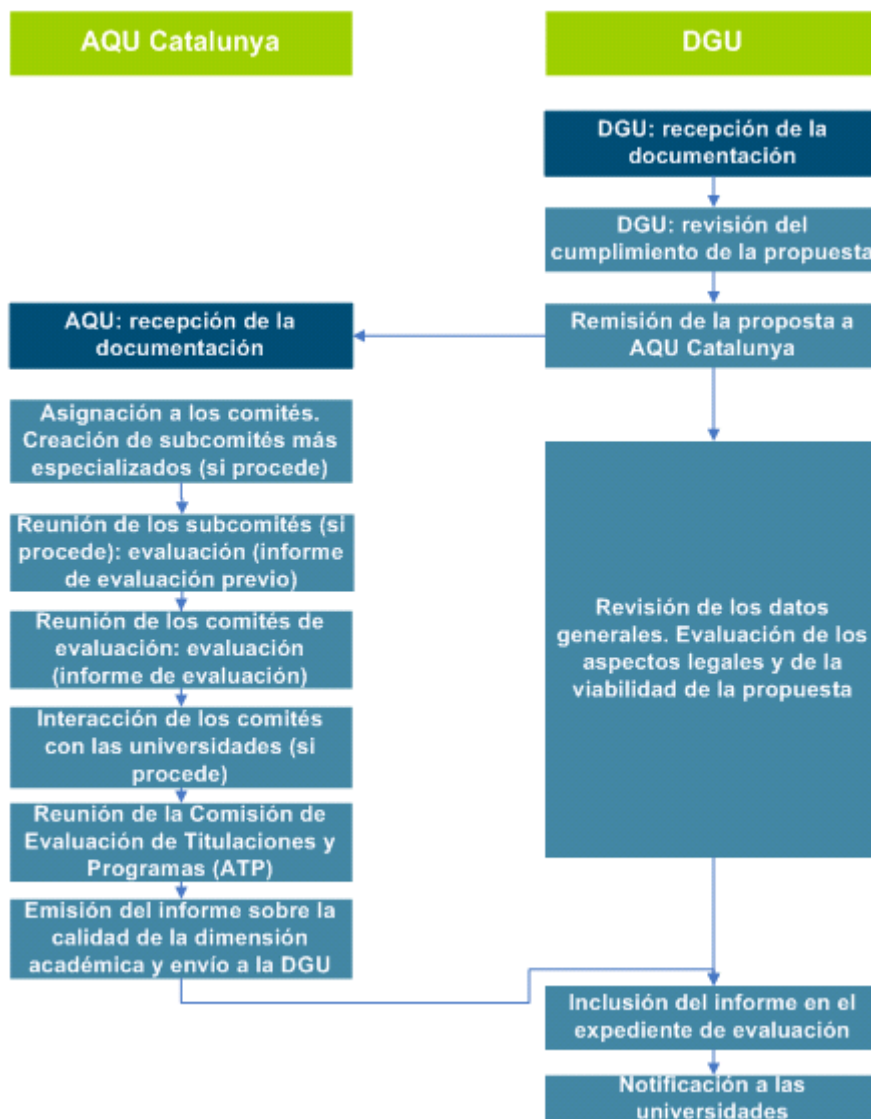 AQU Catalunya
DGU
DGU: recepción de la
documentación
DGU: revisión del
cumplimiento de la propuesta
AQU: recepción de la
documentación
Remisión de la proposta a
AQU Catalunya
Asignación a los comités.
Creación de subcomités más
especializados (si procede)
Reunión de los subcomités (si
procede): evaluación (informe
de evaluación previo)
Reunión de los comités de
evaluación: evaluación
(informe de evaluación)
Interacción de los comités
con las universidades (si
procede)
Reunión de la Comisión de
Evaluación de Titulaciones y
Programas (ATP)
Emisión del informe sobre la
calidad de la dimensión
académica y envío a la DGU
Revisión de los datos
generales. Evaluación de los
aspectos legales y de la
viabilidad de la propuesta
Inclusión del informe en el
expediente de evaluación
Notificación a las
universidades